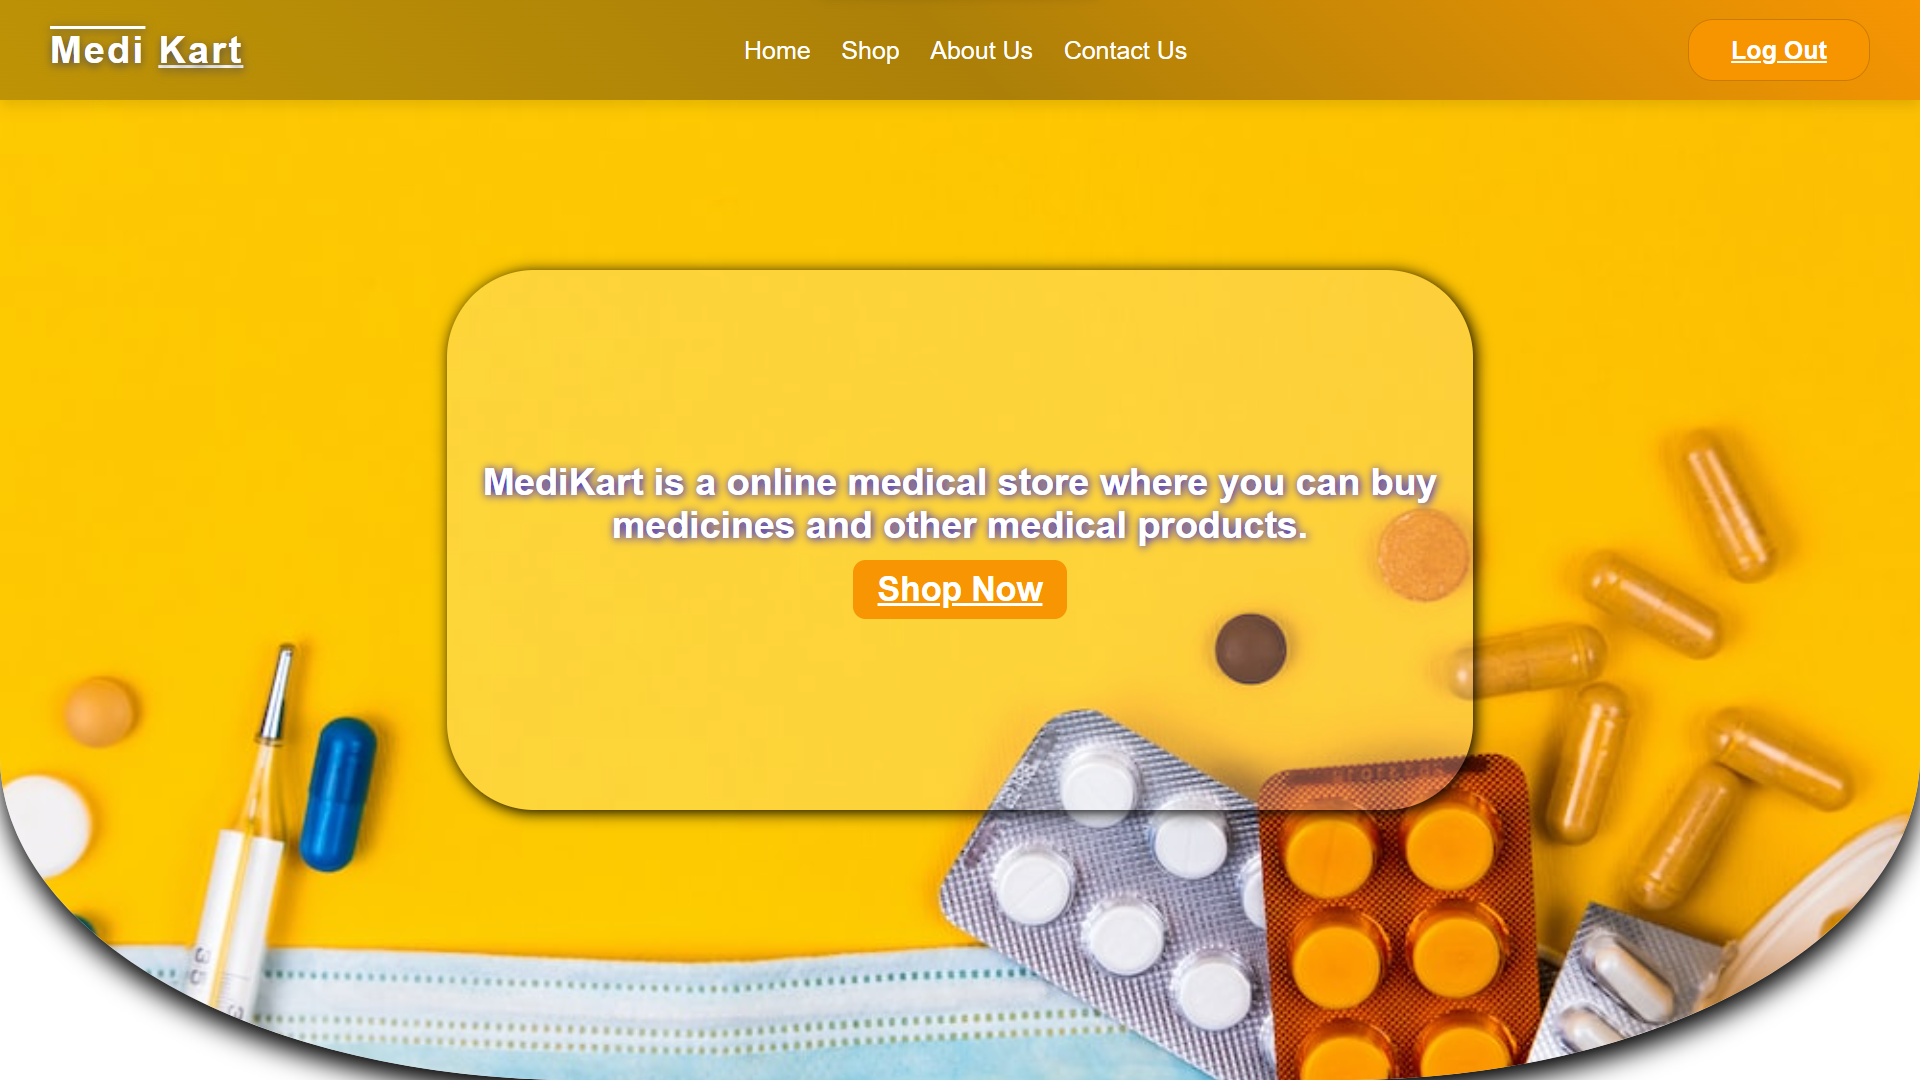 Medi Kart
Home Shop About Us Contact Us
Log Out
MediKart is a online medical store where you can buy
medicines and other medical products.
Shop Now